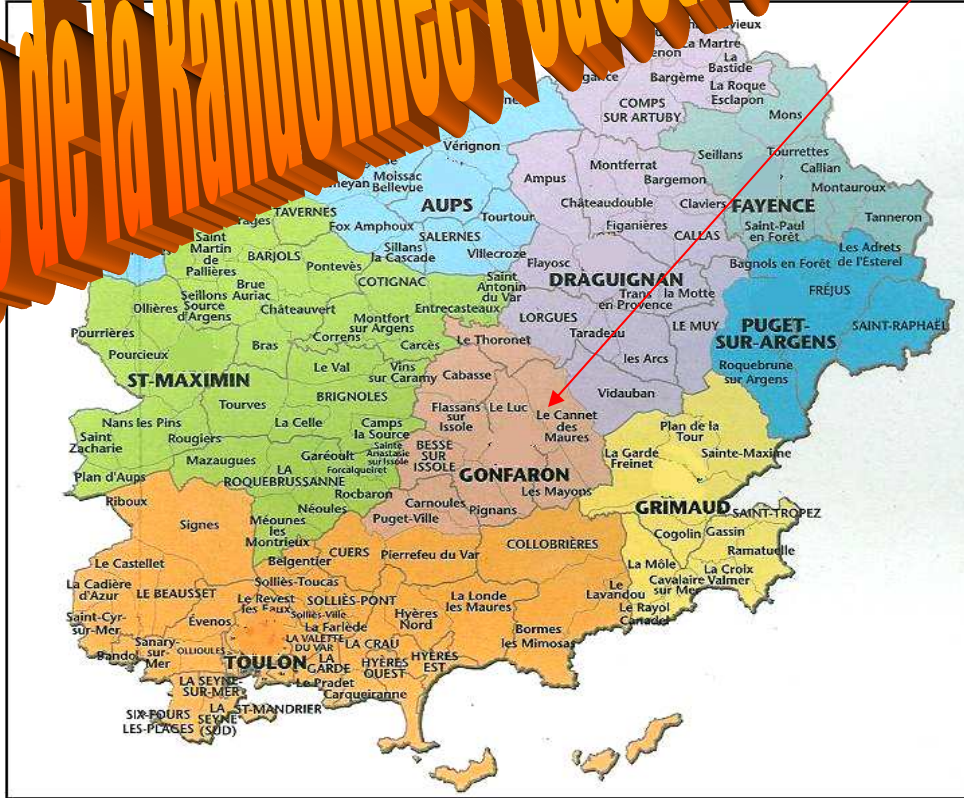 de la Randonnée
La Martre
La
Bastide
Bargème
La Roque
Esclapon
COMPS
SUR ARTUBY
Mons
Vérignon
Seillans
Tourrettes
Callian
Montauroux
Montferrat
Bargemon
Ampus
Moissac
Bellevue
AUPS
Châteaudouble
Claviers
FAYENCE
Tanneron
TAVERNES
Fox Amphoux
Tourtour
Figanières
CALLAS
Saint-Paul
en Forêt
Les Adrets
de l'Esterel
Saint
Martin
de
Pallières
BARJOLS
SALERNES
Sillans
la Cascade
Villecroze
Flayosc
Bagnols en Forêt
Pontevès
DRAGUIGNAN
FRÉJUS
Brue
Auriac
COTIGNAC
Saint
Antonin
du Var
Trans
en Provence
la Motte
Seillons
Source
d'Argens
Ollières
Châteauvert
Entrecasteaux
LORGUES
LE MUY
PUGET-
SUR-ARGENS
SAINT-RAPHAËL
Montfort
sur Argens
Taradeau
Pourrières
Bras
Correns
Carcès
Le Thoronet
Pourcieux
les Arcs
Roquebrune
sur Argens
Le Val
Vins
sur Caramy
Cabasse
ST-MAXIMIN
BRIGNOLES
Vidauban
Tourves
Flassans
sur
Issole
Le Luc
Le Cannet
des
Maures
Nans les Pins
La Celle
Camps
la Source
Plan de la
Tour
Saint
Zacharie
Rougiers
Garéoult
Sainte
Anastasie
sur Issole
BESSE
SUR
ISSOLE
La Garde
Freinet
Sainte-Maxime
Mazaugues
Forcalqueiret
Plan d'Aups
LA
ROQUEBRUSSANNE
GONFARON
Rocbaron
Les Mayons
Riboux
Néoules
Carnoules
Pignans
GRIMAUD
SAINT-TROPEZ
Signes
Méounes
les
Montrieux
Puget-Ville
Cogolin
Gassin
CUERS
Pierrefeu du Var
COLLOBRIÈRES
Ramatuelle
Le Castellet
Belgentier
La Môle
La Croix
Valmer
La Cadière
d'Azur
LE BEAUSSET
Solliès-Toucas
Cavalaire
sur Mer
Le Revest
les Eaux
SOLLIÈS-PONT
La Londe
les Maures
Le
Lavandou
Le Rayol
Canadel
Saint-Cyr-
sur-Mer
Évenos
Solliès-Ville
La Farlède
Hyères
Nord
Bormes
les Mimosas
Sanary-
sur-
Mer
OLLIOULES
LA VALETTE
DU VAR
LA CRAU
Bandol
TOULON
LA
GARDE
HYÈRES
OUEST
HYÈRES
EST
LA SEYNE-
SUR-MER
Le Pradet
Carqueiranne
SIX-FOURS
LES-PLAGES
LA
SEYNE
(SUD)
ST-MANDRIER